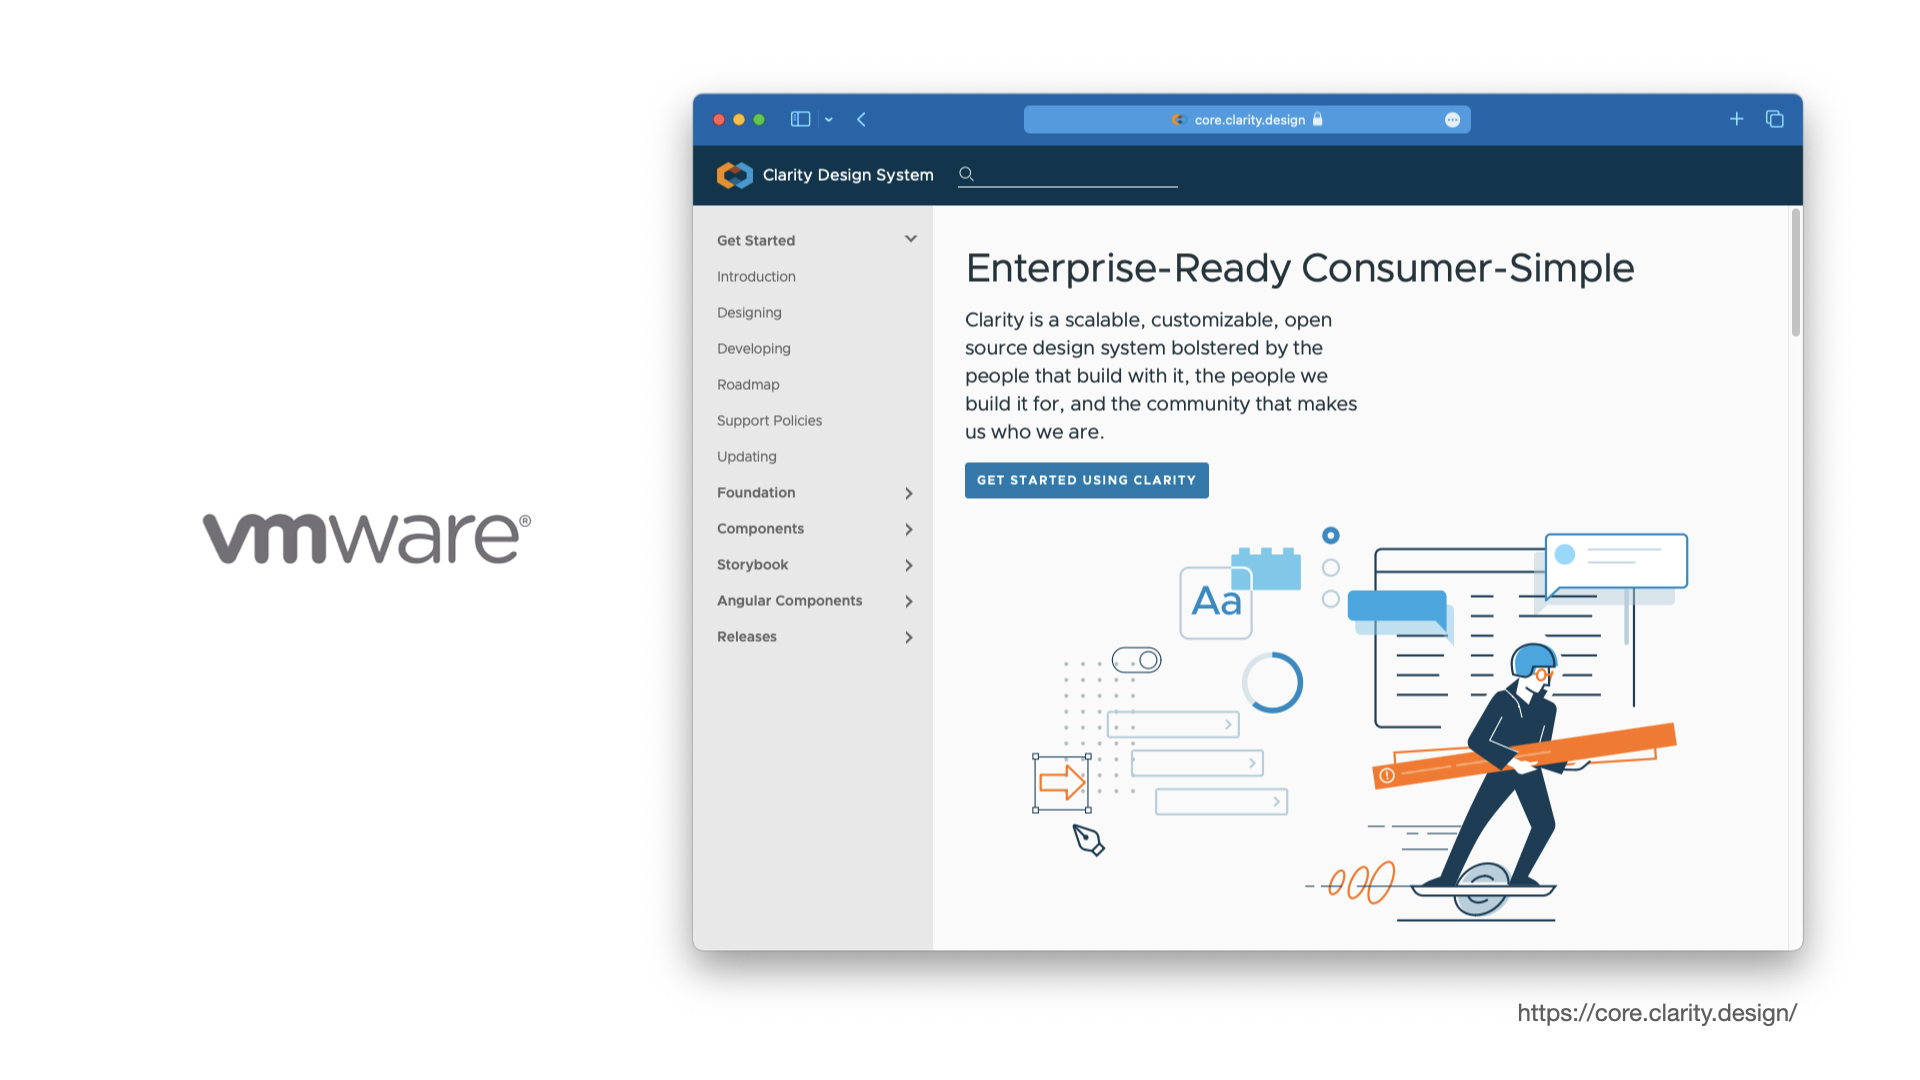 vmware®
core.clarity.design
Clarity Design System
Get Started
Introduction
Designing
Developing
Roadmap
Support Policies
Updating
Foundation
Components
Storybook
Angular Components
Releases
Enterprise-Ready Consumer-Simple
Clarity is a scalable, customizable, open
source design system bolstered by the
people that build with it, the people we
build it for, and the community that makes
us who we are.
GET STARTED USING CLARITY
Aa
https://core.clarity.design/